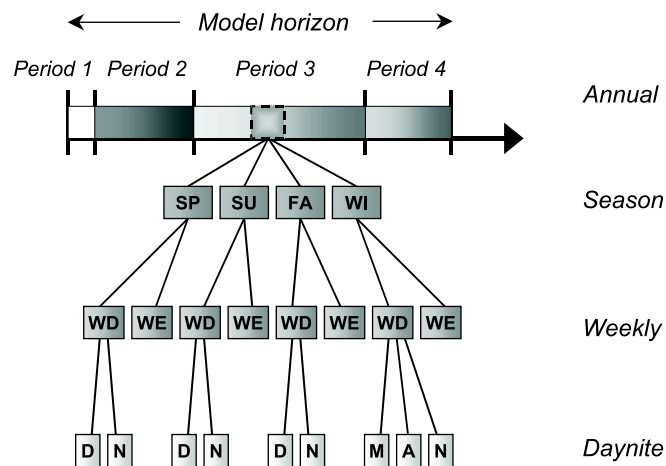 Model horizon
Period 1 Period 2 Period 3 Period 4
Annual
SP SU FA WI Season
WD WE WD WE WD WE WD WE Weekly
D N D N D N M A N Daynite